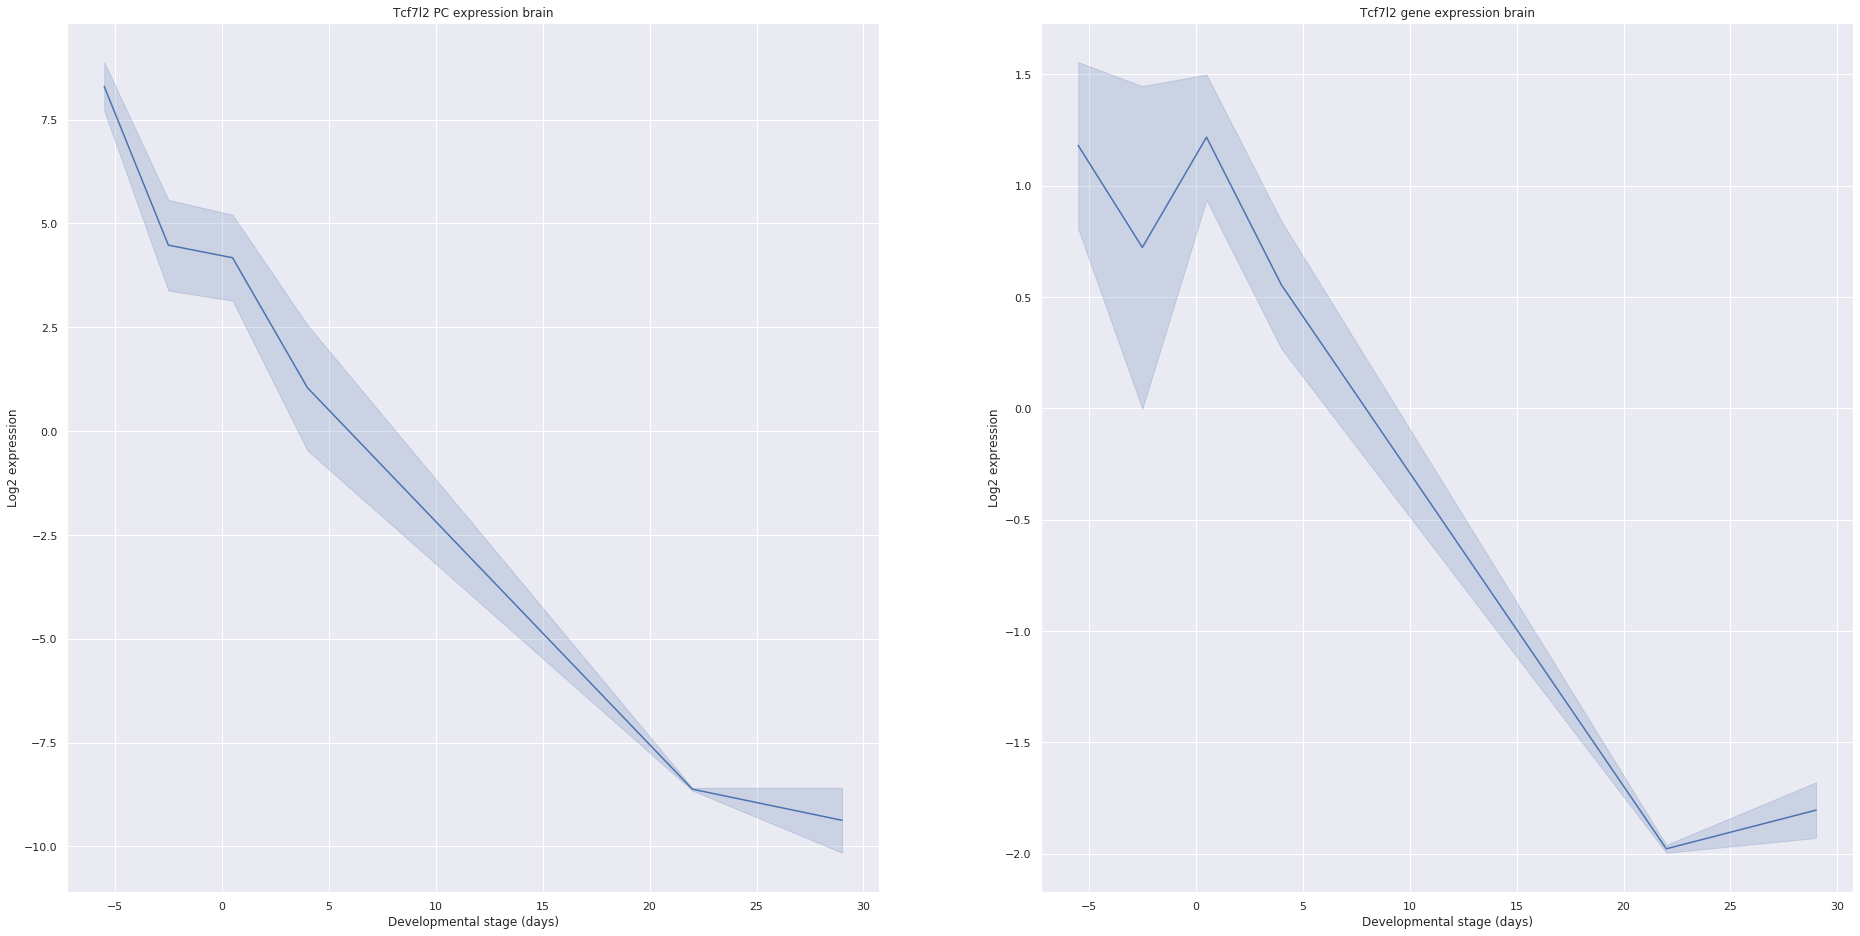 Tcf7l2 PC expression brain
Log2 expression
7.5
5.0
2.5
0.0
−2.5
−5.0
−7.5
−10.0
−5 0 5 10 15 20 25 30
Developmental stage (days)
Tcf7l2 gene expression brain
Log2 expression
1.5
1.0
0.5
0.0
−0.5
−1.0
−1.5
−2.0
−5 0 5 10 15 20 25 30
Developmental stage (days)